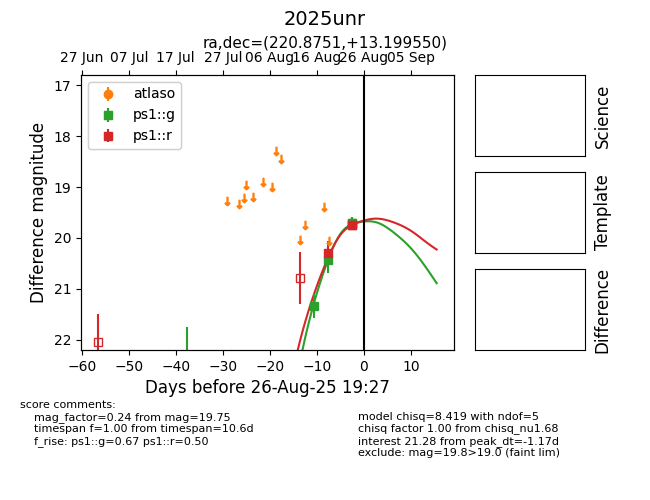 2025unr
ra,dec=(220.8751,+13.199550)
27 Jun 07 Jul 17 Jul 27 Jul 06 Aug 16 Aug 26 Aug 05 Sep
17
18
19
20
21
22
Difference magnitude
atlaso
ps1::g
ps1::r
−60 −50 −40 −30 −20 −10 0 10
Days before 26-Aug-25 19:27
Science
Template
Difference
score comments:
mag_factor=0.24 from mag=19.75
timespan f=1.00 from timespan=10.6d
f_rise: ps1::g=0.67 ps1::r=0.50
model chisq=8.419 with ndof=5
chisq factor 1.00 from chisq_nu1.68
interest 21.28 from peak_dt=-1.17d
exclude: mag=19.8>19.0 (faint lim)